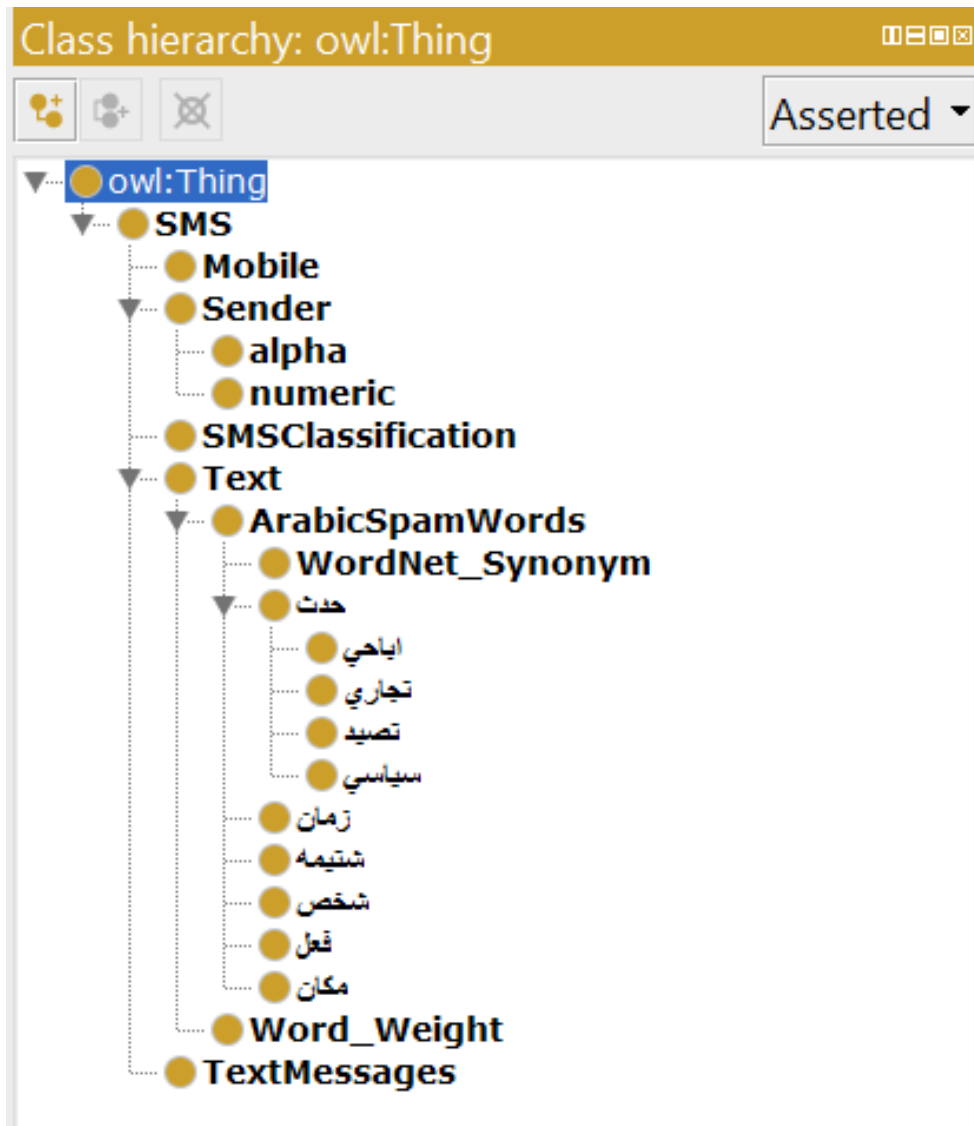 Class hierarchy: owl:Thing
Asserted
owl:Thing
SMS
Mobile
Sender
alpha
numeric
SMSClassification
Text
ArabicSpamWords
WordNet_Synonym
حدث
اباحي
تجاري
تصيد
سياسي
زمان
شتيمه
شخص
فعل
مكان
Word_Weight
TextMessages